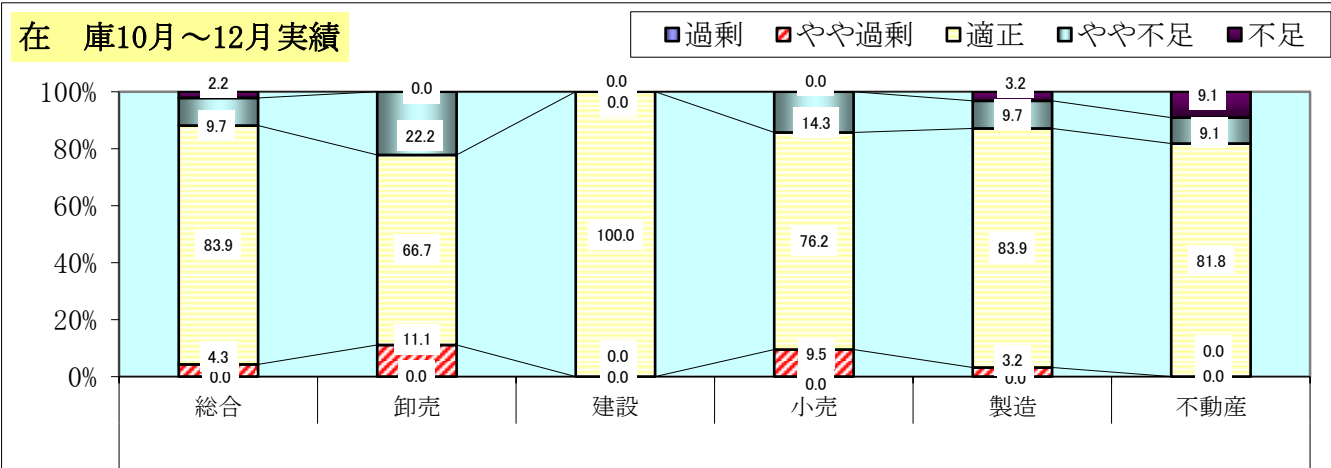 在　庫10月～12月実績
過剰 やや過剰 適正 やや不足 不足
100%
80%
60%
40%
20%
0%
2.2 0.0 0.0 0.0 3.2 9.1
9.7 22.2 0.0 14.3 9.7 9.1
83.9 66.7 100.0 76.2 83.9 81.8
4.3 11.1 0.0 9.5 3.2 0.0
0.0 0.0 0.0 0.0 0.0 0.0
総合 卸売 建設 小売 製造 不動産